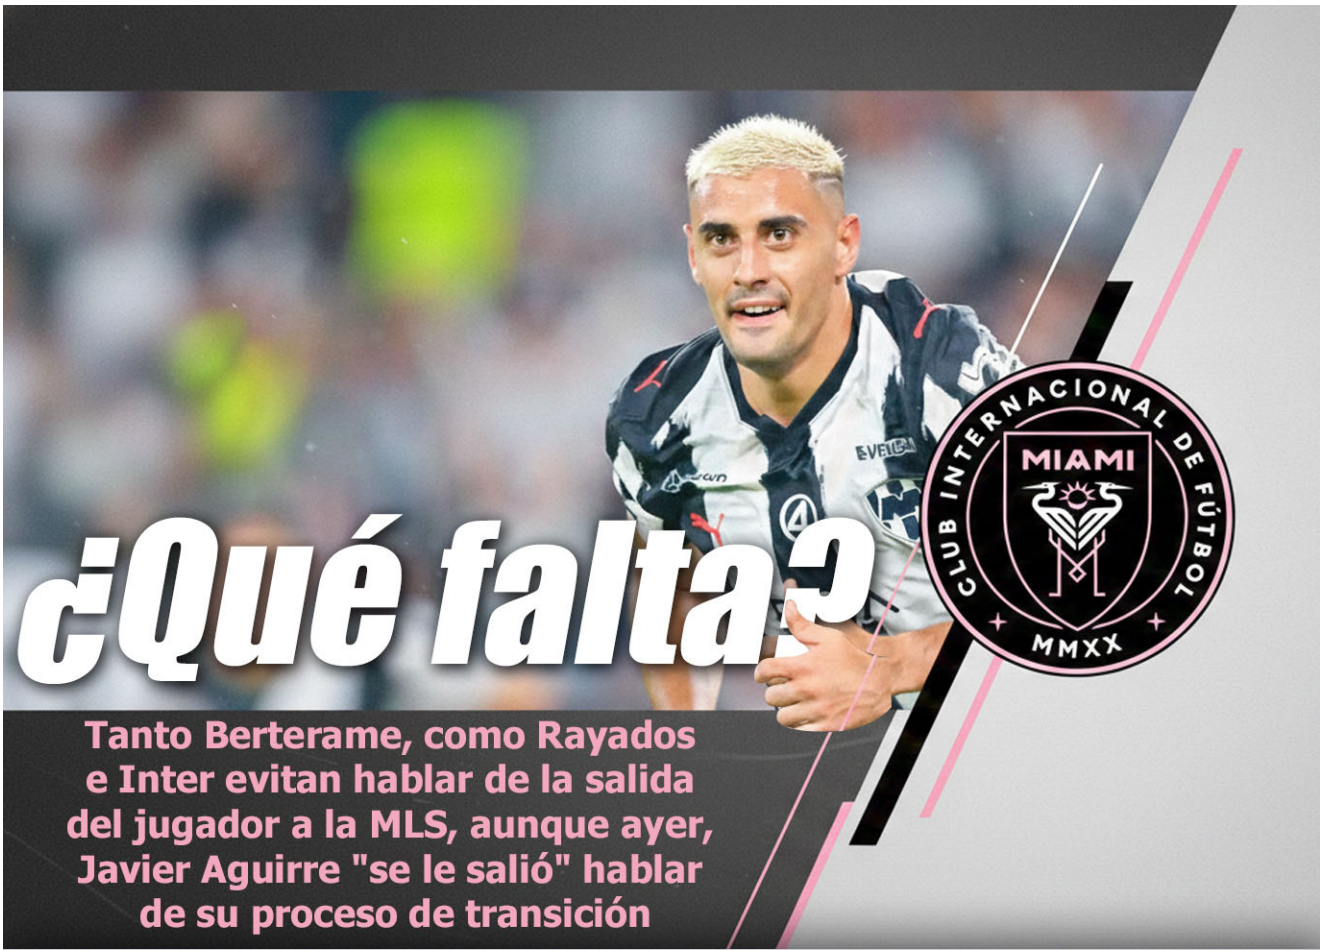 CLUB INTERNACIONAL DE FÚTBOL
MIAMI
MMXX
¿Qué falta?
Tanto Berterame, como Rayados
e Inter evitan hablar de la salida
del jugador a la MLS, aunque ayer,
Javier Aguirre "se le salió" hablar
de su proceso de transición